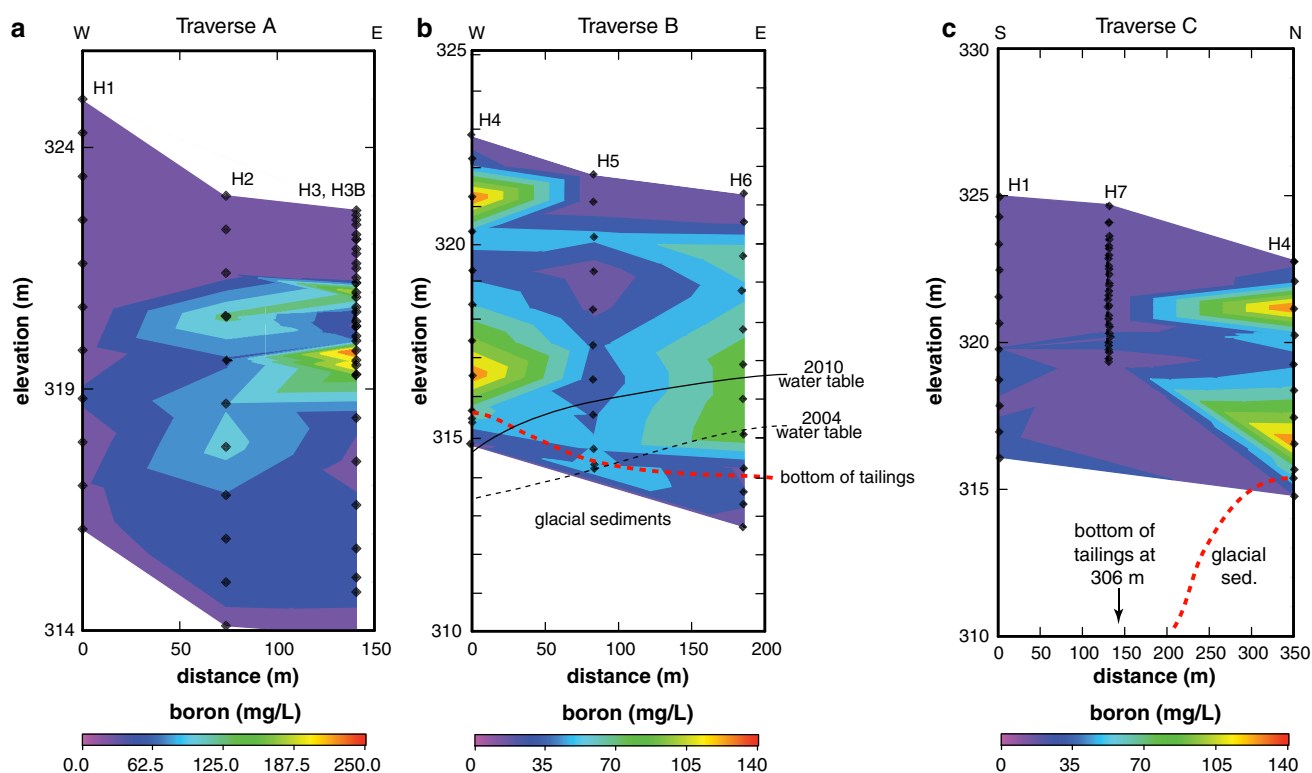 a
Traverse A
W
E
H1
H2
H3, H3B
324
319
314
elevation (m)
0
50
100
150
distance (m)
boron (mg/L)
0.0
62.5
125.0
187.5
250.0
b
Traverse B
W
E
325
H4
H5
H6
320
315
310
elevation (m)
2010
water table
2004
water table
bottom of tailings
glacial sediments
0
50
100
150
200
distance (m)
boron (mg/L)
0
35
70
105
140
c
Traverse C
S
N
330
H1
H7
H4
325
320
315
310
elevation (m)
bottom of
tailings at
306 m
glacial
sed.
0
50
100
150
200
250
300
350
distance (m)
boron (mg/L)
0
35
70
105
140